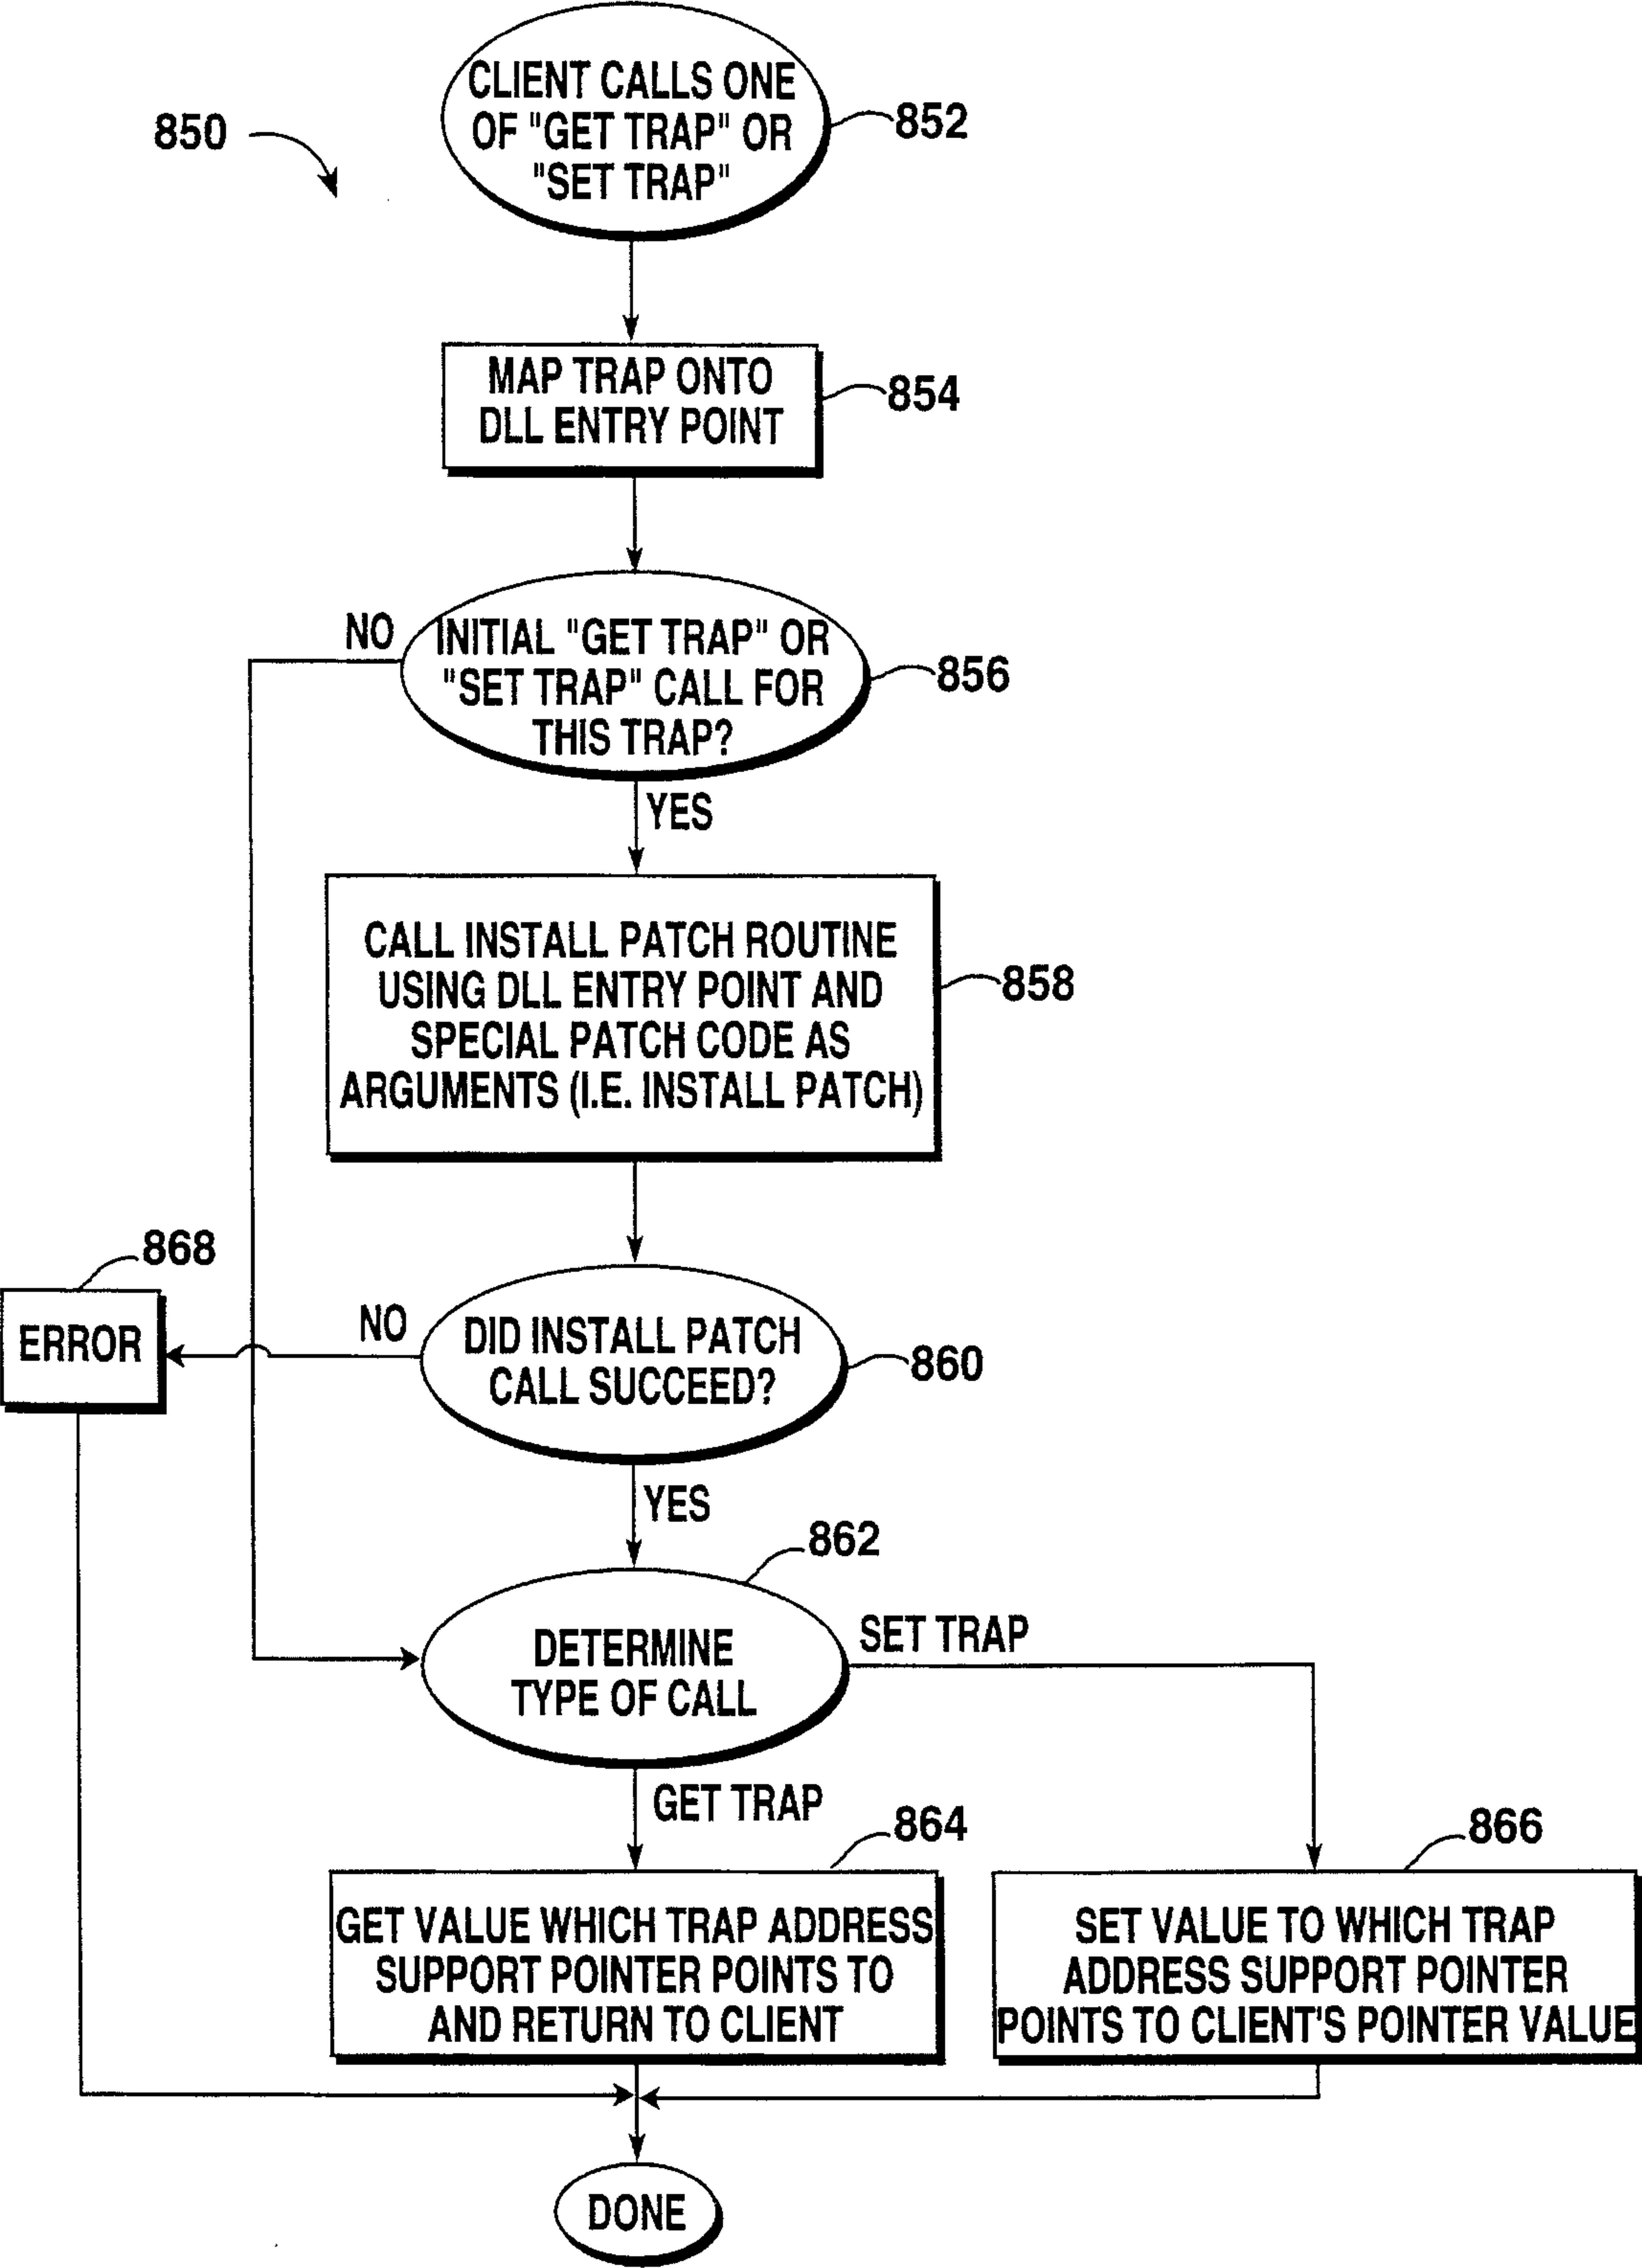 CLIENT CALLS ONE
OF "GET TRAP" OR
"SET TRAP"
852
850
MAP TRAP ONTO
DLL ENTRY POINT
854
NO
INITIAL "GET TRAP" OR
"SET TRAP" CALL FOR
THIS TRAP?
856
YES
CALL INSTALL PATCH ROUTINE
USING DLL ENTRY POINT AND
SPECIAL PATCH CODE AS
ARGUMENTS (I.E. INSTALL PATCH)
858
868
ERROR
NO
DID INSTALL PATCH
CALL SUCCEED?
860
YES
862
DETERMINE
TYPE OF CALL
SET TRAP
GET TRAP
864
866
GET VALUE WHICH TRAP ADDRESS
SUPPORT POINTER POINTS TO
AND RETURN TO CLIENT
SET VALUE TO WHICH TRAP
ADDRESS SUPPORT POINTER
POINTS TO CLIENT'S POINTER VALUE
DONE